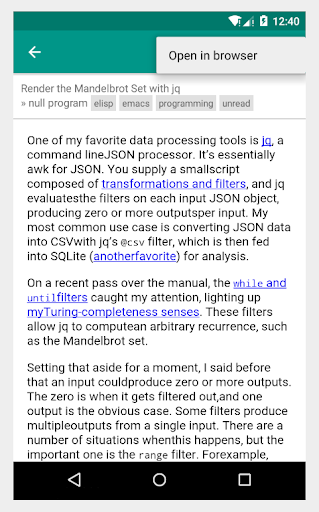 12:40
Open in browser
Render the Mandelbrot Set with jq
» null program elisp emacs programming unread
One of my favorite data processing tools is jq, a
command lineJSON processor. It's essentially
awk for JSON. You supply a smallscript
composed of transformations and filters, and jq
evaluatesthe filters on each input JSON object,
producing zero or more outputsper input. My
most common use case is converting JSON data
into CSVwith jq's @csv filter, which is then fed
into SQLite (anotherfavorite) for analysis.
On a recent pass over the manual, the while and
untilfilters caught my attention, lighting up
myTuring-completeness senses. These filters
allow jq to computean arbitrary recurrence, such
as the Mandelbrot set.
Setting that aside for a moment, I said before
that an input couldproduce zero or more outputs.
The zero is when it gets filtered out,and one
output is the obvious case. Some filters produce
multipleoutputs from a single input. There are a
number of situations whenthis happens, but the
important one is the range filter. Forexample,